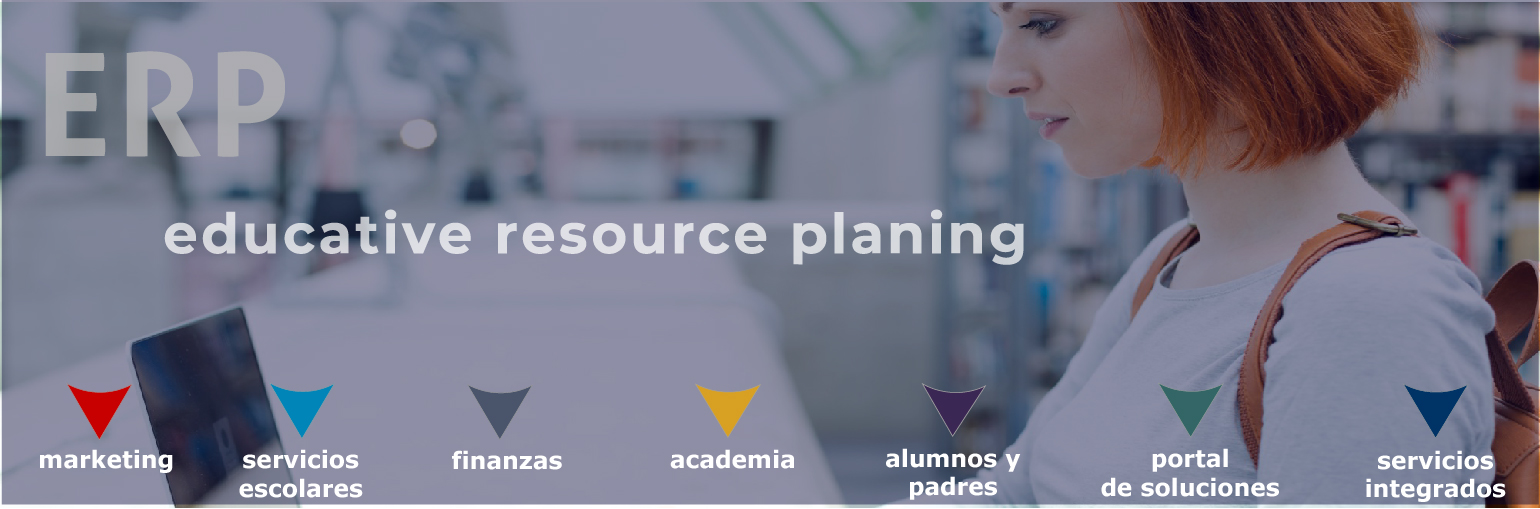 ERP
educative resource planing
marketing
servicios
escolares
finanzas
academia
alumnos y
padres
portal
de soluciones
servicios
integrados